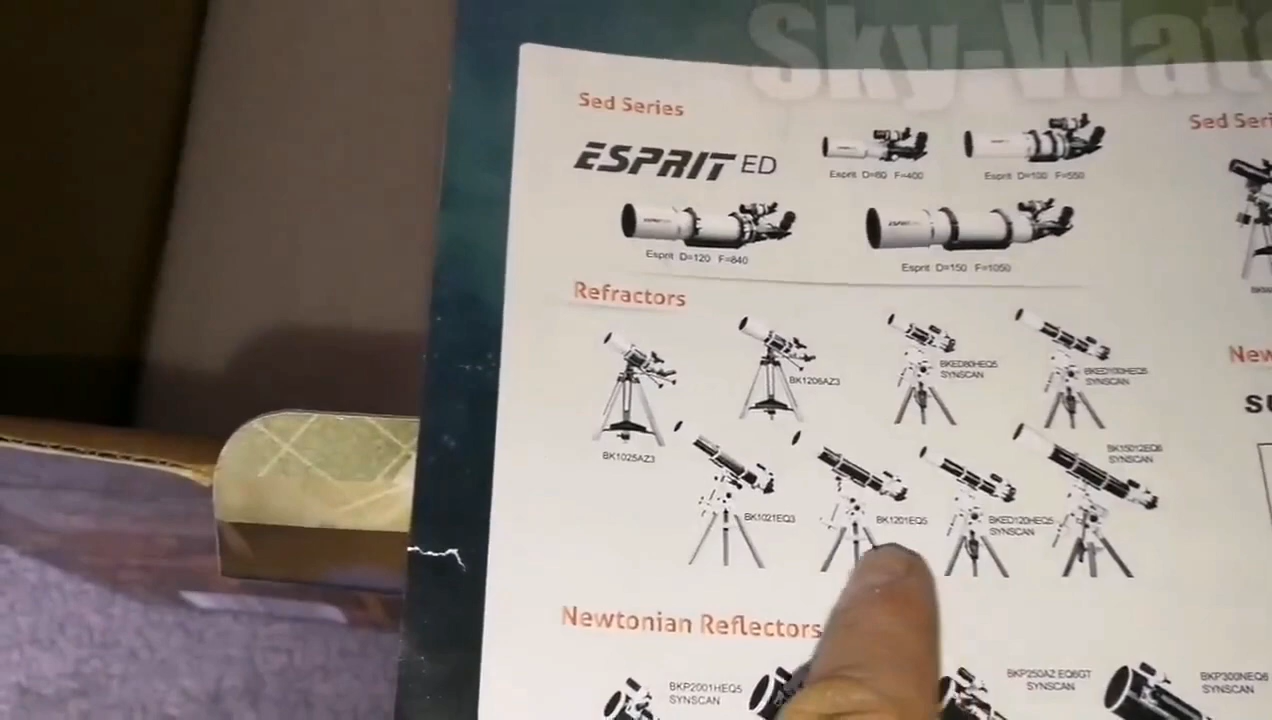 Sky-Wat
Sed Series
Sed Seri
ESPRIT ED
Esprit D=80 F=400
Esprit D=100 F=550
Esprit D=120 F=840
Esprit D=150 F=1050
Refractors
BK1025AZ3
BK1206AZ3
BKED80HEQ5
SYNSCAN
BKED100HEQ5
SYNSCAN
BK1021EQ3
BK1201EQ5
BKED120HEQ5
SYNSCAN
BK15012EQ6
SYNSCAN
New
Newtonian Reflectors
BKP2001HEQ5
SYNSCAN
BKP250AZ EQ6GT
SYNSCAN
BKP300NEQ6
SYNSCAN